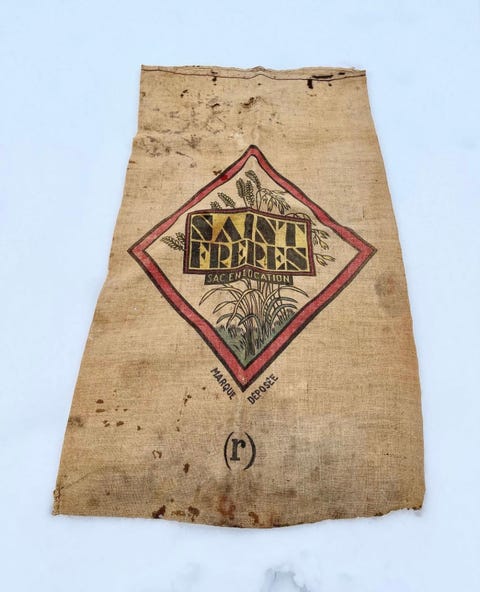 SAINT
FRERES
SAC EN LOCATION
MARQUE DÉPOSÉE
(r)